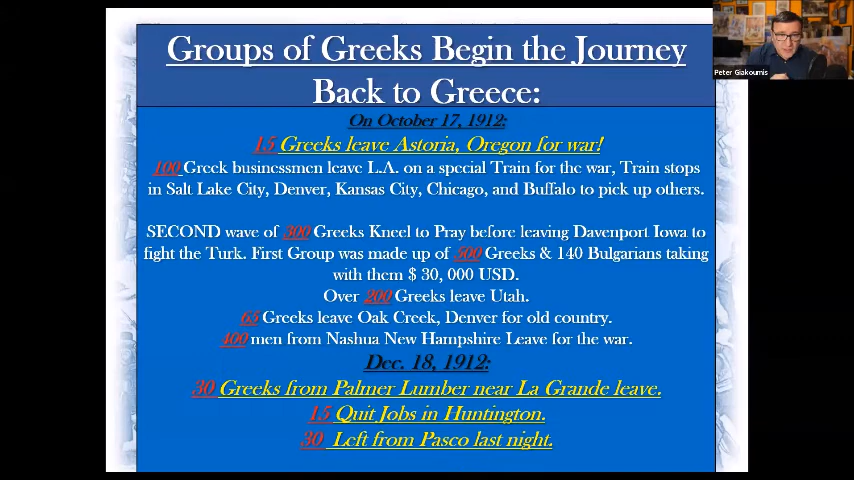 Groups of Greeks Begin the Journey
Back to Greece:
Peter Giakoumis
On October 17, 1912:
15 Greeks leave Astoria, Oregon for war!
100 Greek businessmen leave L.A. on a special Train for the war, Train stops
in Salt Lake City, Denver, Kansas City, Chicago, and Buffalo to pick up others.
SECOND wave of 300 Greeks Kneel to Pray before leaving Davenport Iowa to
fight the Turk. First Group was made up of 500 Greeks & 140 Bulgarians taking
with them $ 30, 000 USD.
Over 200 Greeks leave Utah.
65 Greeks leave Oak Creek, Denver for old country.
400 men from Nashua New Hampshire Leave for the war.
Dec. 18, 1912:
30 Greeks from Palmer Lumber near La Grande leave.
15 Quit Jobs in Huntington.
30 Left from Pasco last night.